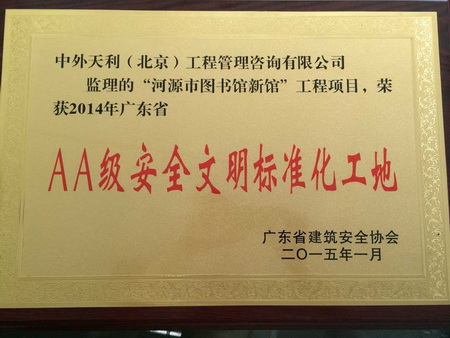 中外天利（北京）工程管理咨询有限公司
监理的“河源市图书馆新馆”工程项目，荣
获2014年广东省
AA级安全文明标准化工地
广东省建筑安全协会
二〇一五年一月